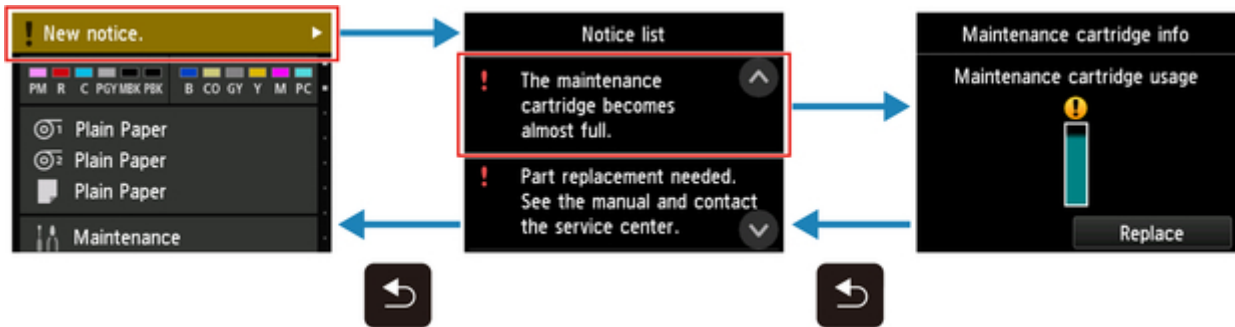 New notice.
PM R C PGY MBK PBK B CO GY Y M PC
1 Plain Paper
2 Plain Paper
Plain Paper
Maintenance
Notice list
! The maintenance
cartridge becomes
almost full.
! Part replacement needed.
See the manual and contact
the service center.
Maintenance cartridge info
Maintenance cartridge usage
!
Replace